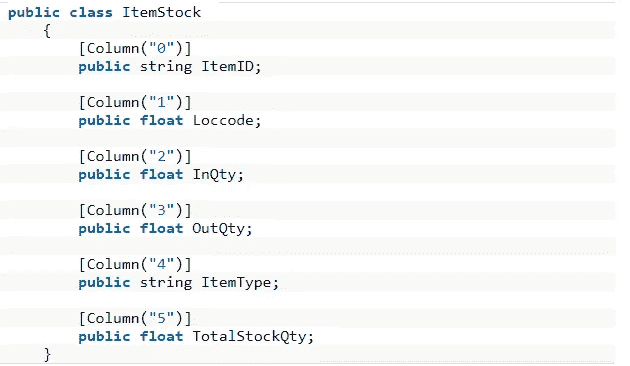 public class ItemStock
{
[Column("0")]
public string ItemID;
[Column("1")]
public float Loccode;
[Column("2")]
public float InQty;
[Column("3")]
public float OutQty;
[Column("4")]
public string ItemType;
[Column("5")]
public float TotalStockQty;
}